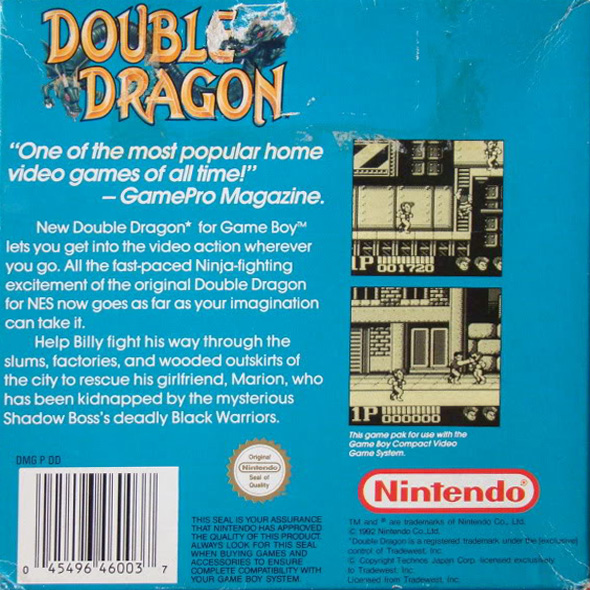 DOUBLE
DRAGON
“One of the most popular home
video games of all time!”
— GamePro Magazine.
New Double Dragon* for Game Boy™
lets you get into the video action wherever
you go. All the fast-paced Ninja-fighting
excitement of the original Double Dragon
for NES now goes as far as your imagination
can take it.
Help Billy fight his way through the
slums, factories, and wooded outskirts of
the city to rescue his girlfriend, Marion, who
has been kidnapped by the mysterious
Shadow Boss's deadly Black Warriors.
1P 001720
1P 000000
This game pak for use with the
Game Boy Compact Video
Game System.
DMG P DD
0 45496 46003 7
Original
Nintendo
Seal of
Quality
THIS SEAL IS YOUR ASSURANCE
THAT NINTENDO HAS APPROVED
THE QUALITY OF THIS PRODUCT.
ALWAYS LOOK FOR THIS SEAL
WHEN BUYING GAMES AND
ACCESSORIES TO ENSURE
COMPLETE COMPATIBILITY WITH
YOUR GAME BOY SYSTEM.
Nintendo®
TM and ® are trademarks of Nintendo Co., Ltd.
© 1992 Nintendo Co., Ltd.
*Double Dragon is a registered trademark under the (exclusive)
control of Tradewest, Inc.
© Copyright Technos Japan Corp. licensed exclusively
to Tradewest, Inc.
Licensed from Tradewest, Inc.